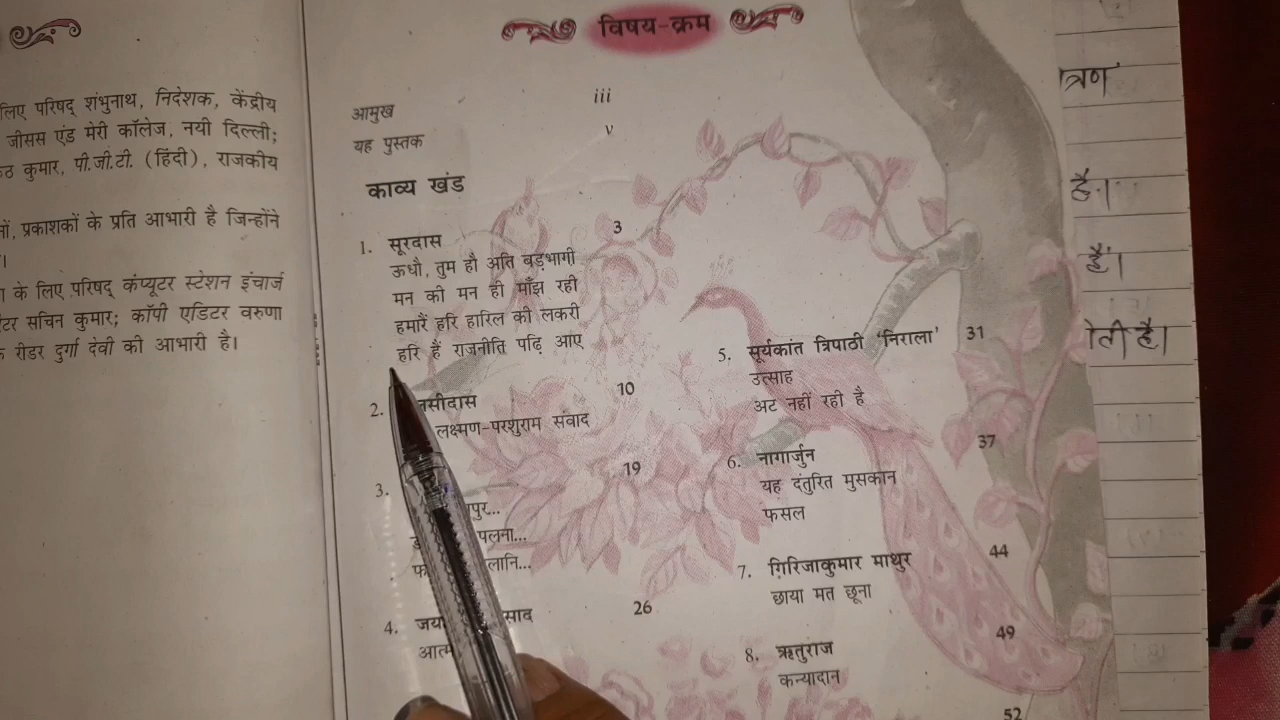 लिए परिषद् शंभुनाथ, निदेशक, केंद्रीय
जीसस एंड मेरी कॉलेज, नयी दिल्ली;
कुमार, पी.जी.टी. (हिंदी), राजकीय
प्रकाशकों के प्रति आभारी है जिन्होंने
के लिए परिषद् कंप्यूटर स्टेशन इंचार्ज
सचिन कुमार; कॉपी एडिटर वरुणा
रीडर दुर्गा देवी की आभारी है।
विषय-क्रम
आमुख iii
यह पुस्तक v
काव्य खंड
1. सूरदास 3
ऊधौ, तुम हौ अति बड़भागी
मन की मन ही माँझ रही
हमारैं हरि हारिल की लकरी
हरि हैं राजनीति पढ़ि आए
2. 10
लक्ष्मण-परशुराम संवाद
3. 19
4. 26
5. सूर्यकांत त्रिपाठी 'निराला' 31
उत्साह
अट नहीं रही है
6. नागार्जुन 37
यह दंतुरित मुसकान
फसल
7. गिरिजाकुमार माथुर 44
छाया मत छूना
8. ऋतुराज 49
कन्यादान
52
है।
हैं।